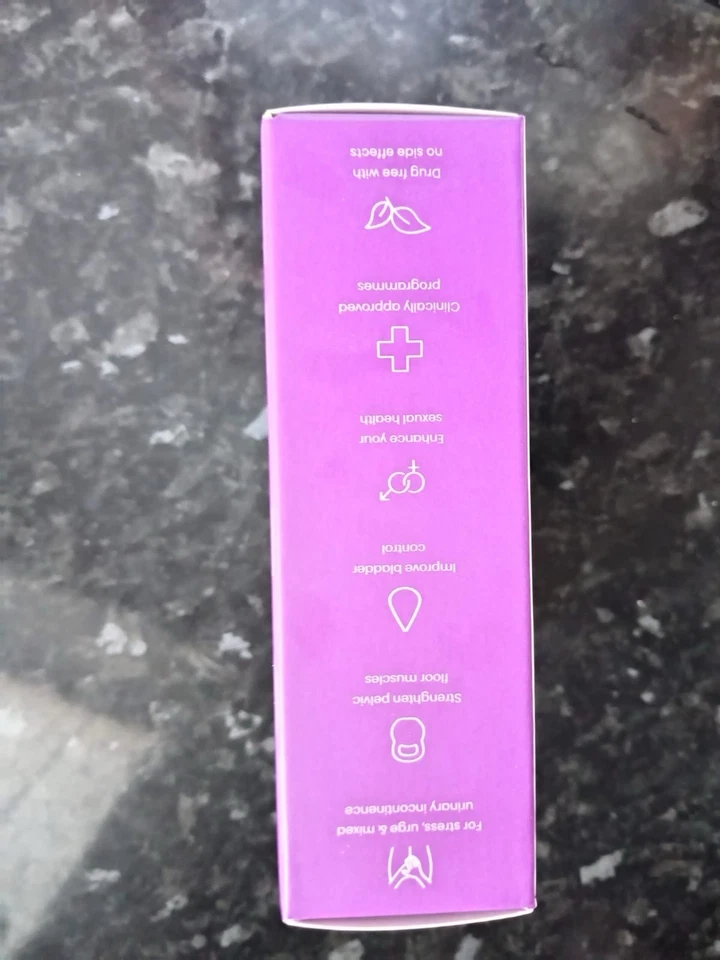 For stress, urge & mixed
urinary incontinence
Strenghten pelvic
floor muscles
Improve bladder
control
Enhance your
sexual health
Clinically approved
programmes
Drug free with
no side effects